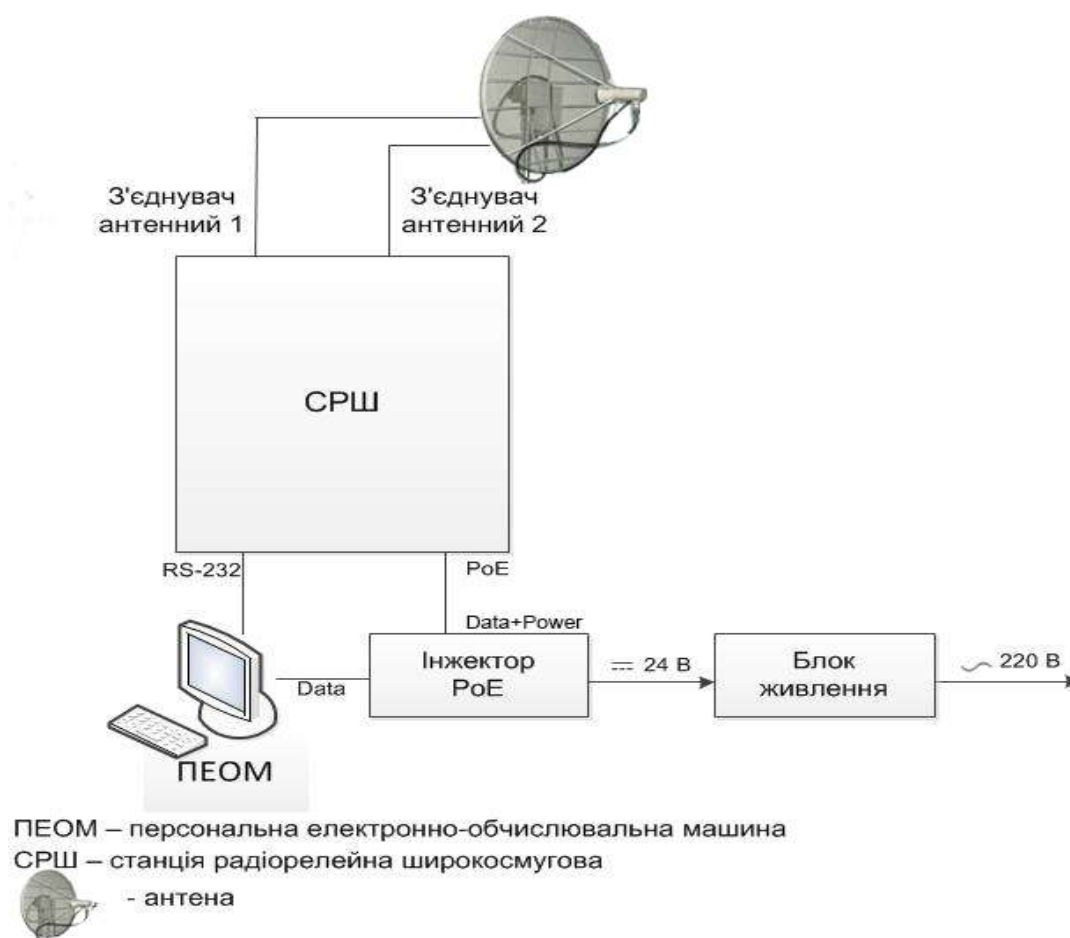 З'єднувач
антенний 1
З'єднувач
антенний 2
СРШ
RS-232
PoE
Data+Power
Інжектор
PoE
24 В
Блок
живлення
220 В
Data
ПЕОМ
ПЕОМ – персональна електронно-обчислювальна машина
СРШ – станція радіорелейна широкосмугова
- антена